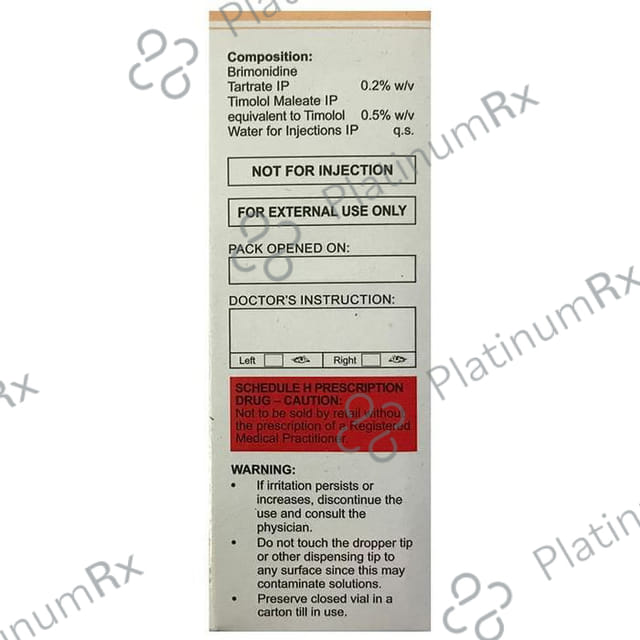 Composition:
Brimonidine
Tartrate IP 0.2% w/v
Timolol Maleate IP
equivalent to Timolol 0.5% w/v
Water for Injections IP q.s.
NOT FOR INJECTION
FOR EXTERNAL USE ONLY
PACK OPENED ON:
DOCTOR'S INSTRUCTION:
Left Right
SCHEDULE H PRESCRIPTION
DRUG – CAUTION:
Not to be sold by retail without
the prescription of a Registered
Medical Practitioner.
WARNING:
• If irritation persists or
increases, discontinue the
use and consult the
physician.
• Do not touch the dropper tip
or other dispensing tip to
any surface since this may
contaminate solutions.
• Preserve closed vial in a
carton till in use.
PlatinumRx
PlatinumRx
Rx
PlatinumRx
PlatinumRx